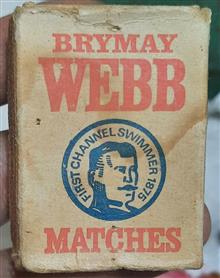 BRYMAY
WEBB
FIRST CHANNEL SWIMMER 1875
MATCHES